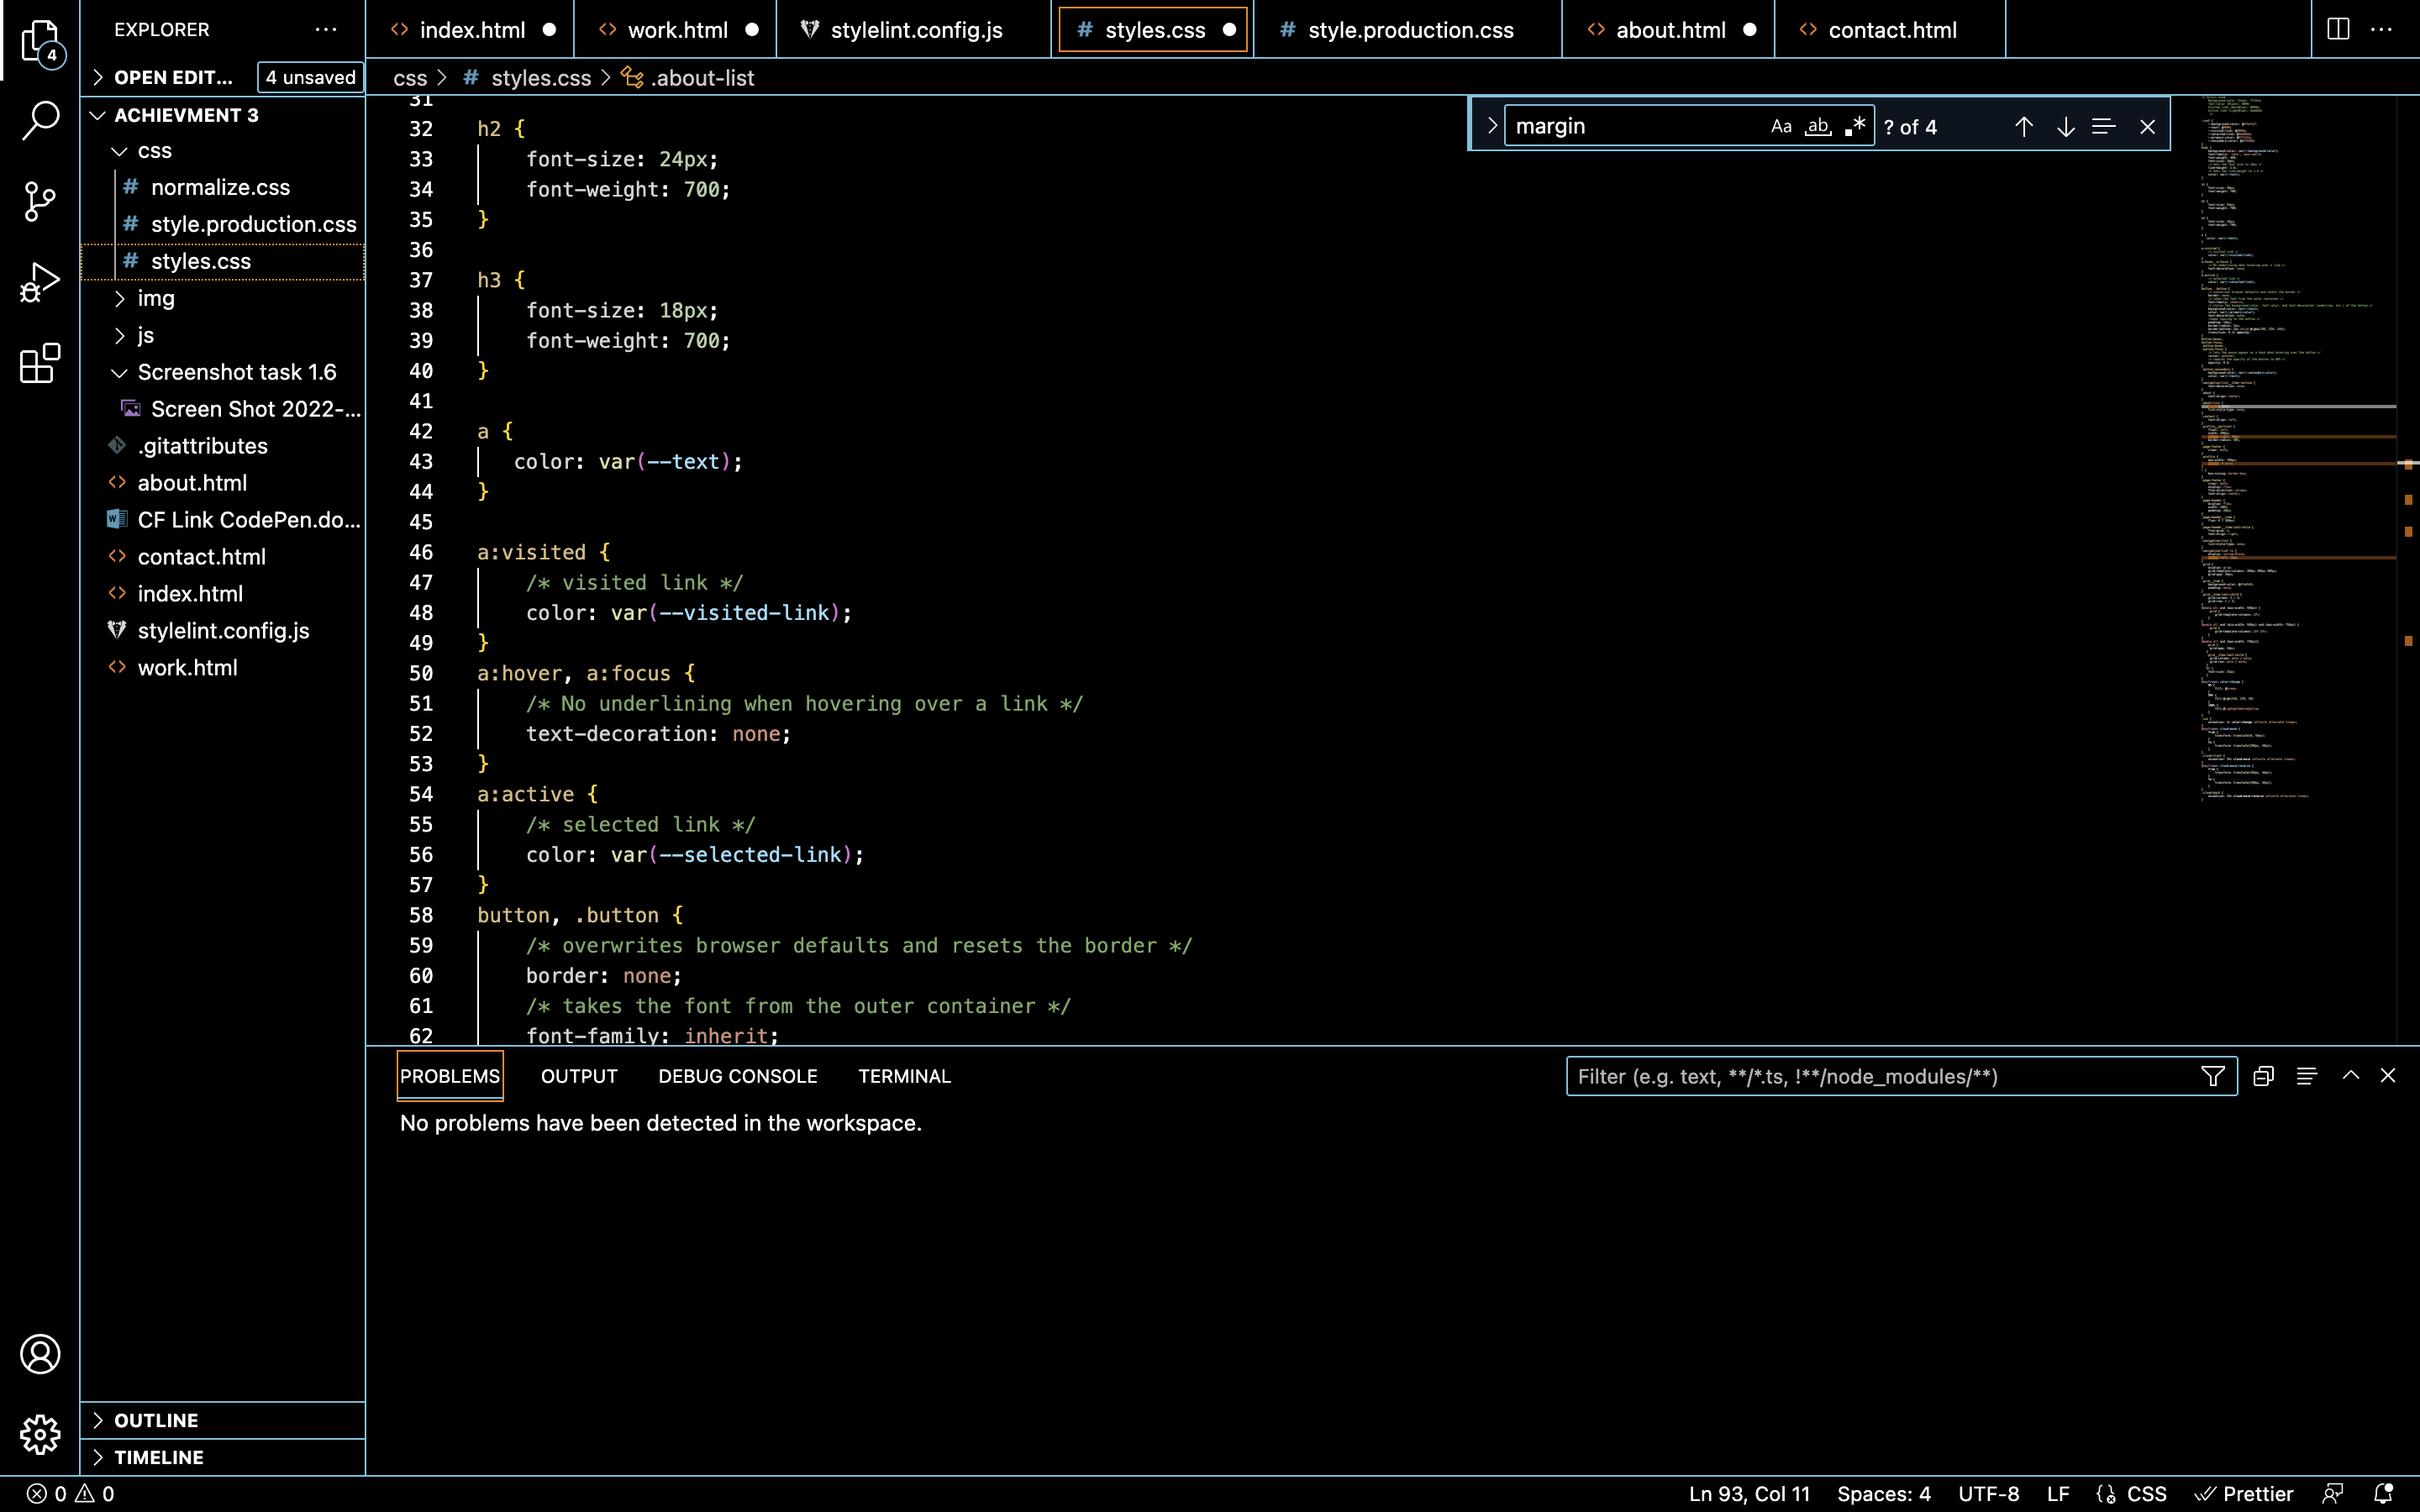 EXPLORER
index.html
work.html
stylelint.config.js
styles.css
style.production.css
about.html
contact.html
4
OPEN EDIT...
4 unsaved
css > # styles.css > .about-list
ACHIEVMENT 3
css
# normalize.css
# style.production.css
# styles.css
img
js
Screenshot task 1.6
Screen Shot 2022-...
.gitattributes
about.html
CF Link CodePen.do...
contact.html
index.html
stylelint.config.js
work.html
OUTLINE
TIMELINE
margin
Aa ab .* ? of 4
31
32 h2 {
33 font-size: 24px;
34 font-weight: 700;
35 }
36
37 h3 {
38 font-size: 18px;
39 font-weight: 700;
40 }
41
42 a {
43 color: var(--text);
44 }
45
46 a:visited {
47 /* visited link */
48 color: var(--visited-link);
49 }
50 a:hover, a:focus {
51 /* No underlining when hovering over a link */
52 text-decoration: none;
53 }
54 a:active {
55 /* selected link */
56 color: var(--selected-link);
57 }
58 button, .button {
59 /* overwrites browser defaults and resets the border */
60 border: none;
61 /* takes the font from the outer container */
62 font-family: inherit;
PROBLEMS
OUTPUT
DEBUG CONSOLE
TERMINAL
Filter (e.g. text, **/*.ts, !**/node_modules/**)
No problems have been detected in the workspace.
0 0
Ln 93, Col 11
Spaces: 4
UTF-8
LF
CSS
Prettier